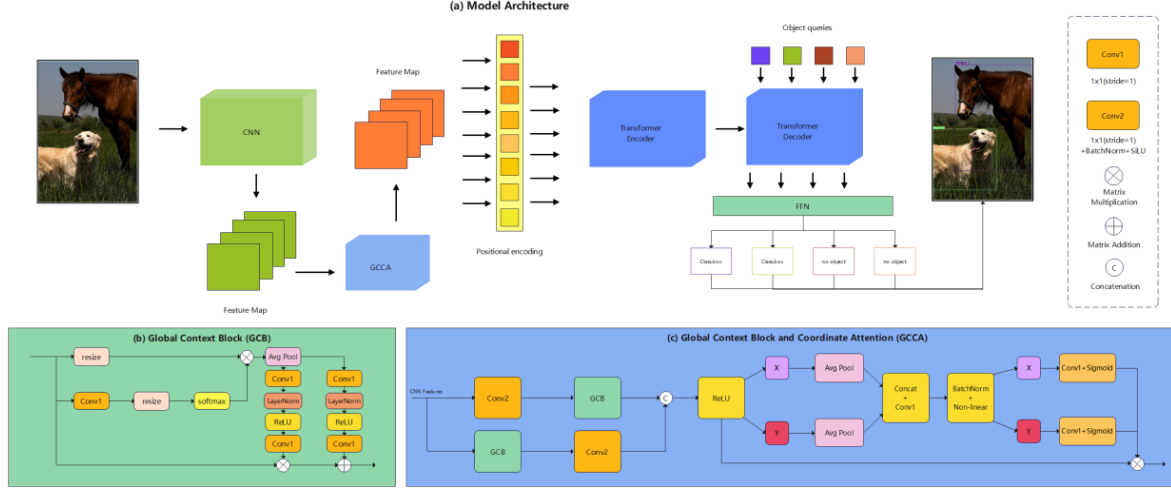 (a) Model Architecture
CNN
Feature Map
GCCA
Feature Map
Positional encoding
Transformer
Encoder
Object queries
Transformer
Decoder
FFN
Class,box
Class,box
no object
no object
Conv1
1x1(stride=1)
Conv2
1x1(stride=1)
+BatchNorm+SiLU
Matrix
Multiplication
Matrix Addition
C
Concatenation
(b) Global Context Block (GCB)
resize
Conv1
resize
softmax
Avg Pool
Conv1
LayerNorm
ReLU
Conv1
Conv1
LayerNorm
ReLU
Conv1
(c) Global Context Block and Coordinate Attention (GCCA)
CNN Features
Conv2
GCB
GCB
Conv2
C
ReLU
X
Avg Pool
Y
Avg Pool
Concat
+
Conv1
BatchNorm
+
Non-linear
X
Conv1+Sigmoid
Y
Conv1+Sigmoid